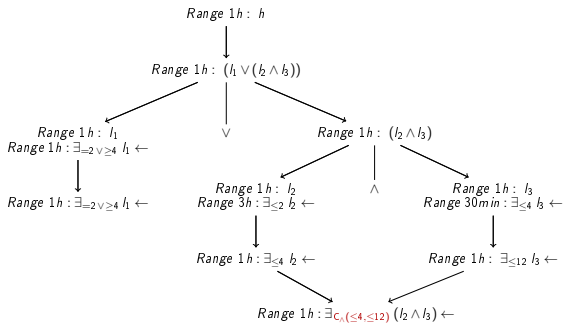 Range 1h: h
Range 1h: (l₁ ∨ (l₂ ∧ l₃))
Range 1h: l₁
Range 1h: ∃₌₂ ∨ ≥₄ l₁ ←
∨
Range 1h: (l₂ ∧ l₃)
Range 1h: ∃₌₂ ∨ ≥₄ l₁ ←
Range 1h: l₂
Range 3h: ∃≤₂ l₂ ←
∧
Range 1h: l₃
Range 30min: ∃≤₄ l₃ ←
Range 1h: ∃≤₄ l₂ ←
Range 1h: ∃≤₁₂ l₃ ←
Range 1h: ∃C∧(≤4,≤12) (l₂ ∧ l₃) ←